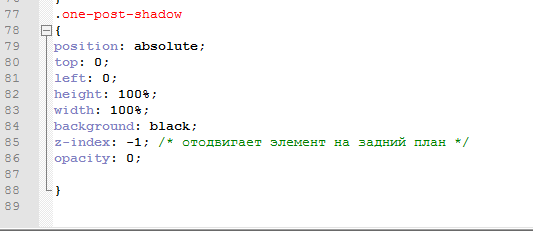 77 .one-post-shadow
78 {
79 position: absolute;
80 top: 0;
81 left: 0;
82 height: 100%;
83 width: 100%;
84 background: black;
85 z-index: -1; /* отодвигает элемент на задний план */
86 opacity: 0;
87
88 }
89